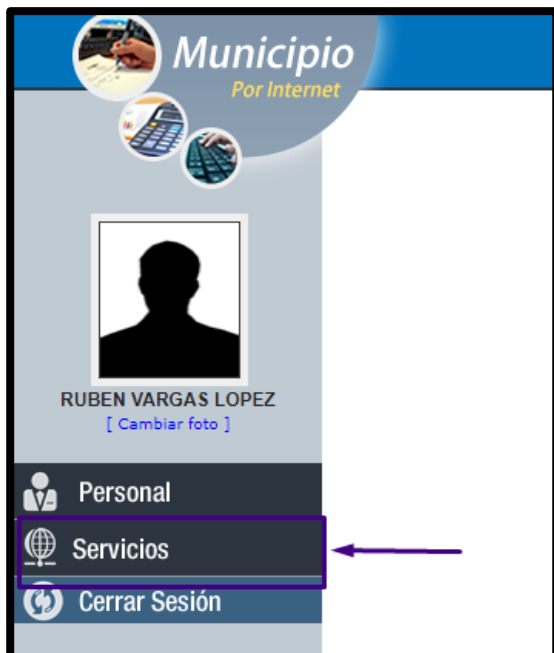 Municipio
Por Internet
RUBEN VARGAS LOPEZ
[ Cambiar foto ]
Personal
Servicios
Cerrar Sesión